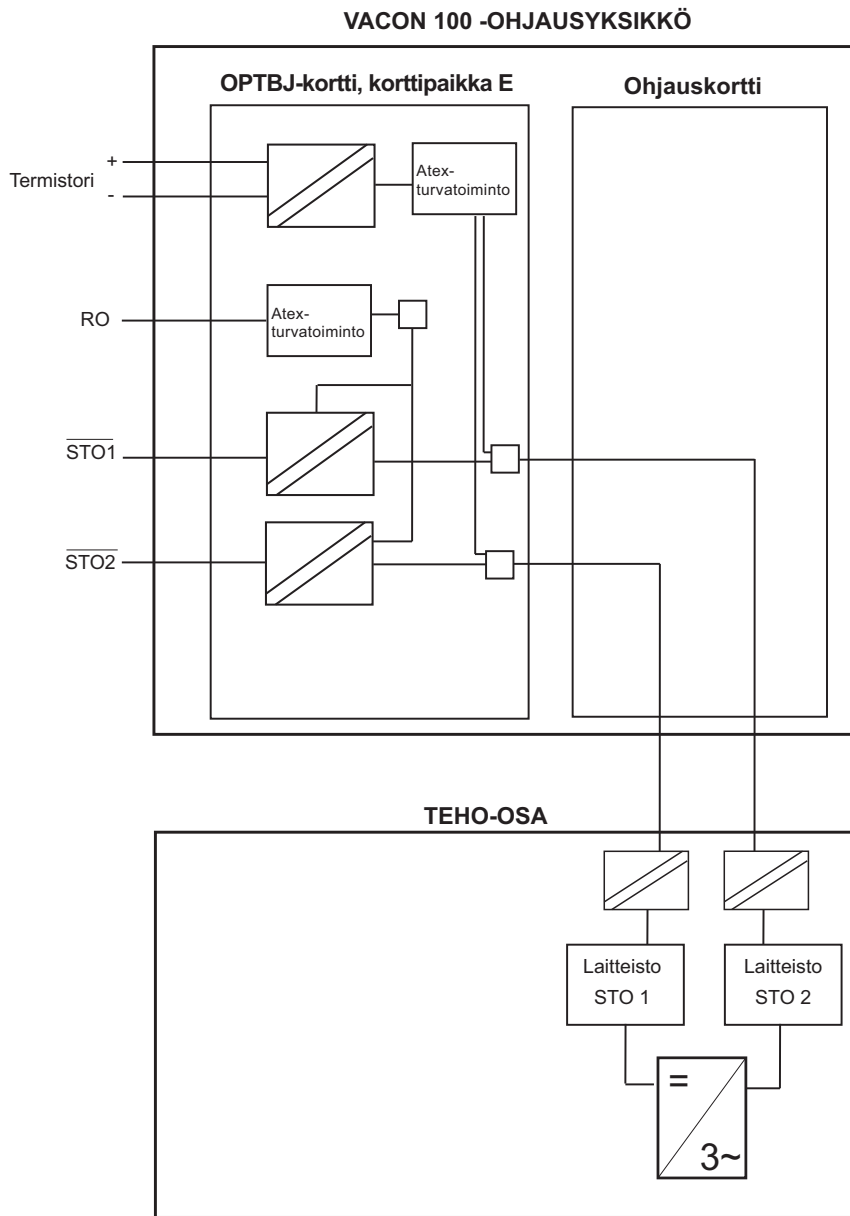 VACON 100 -OHJAUSYKSIKKÖ
OPTBJ-kortti, korttipaikka E
Ohjauskortti
Termistori
+
-
Atex-
turvatoiminto
RO
Atex-
turvatoiminto
STO1
STO2
TEHO-OSA
Laitteisto
STO 1
Laitteisto
STO 2
=
3~